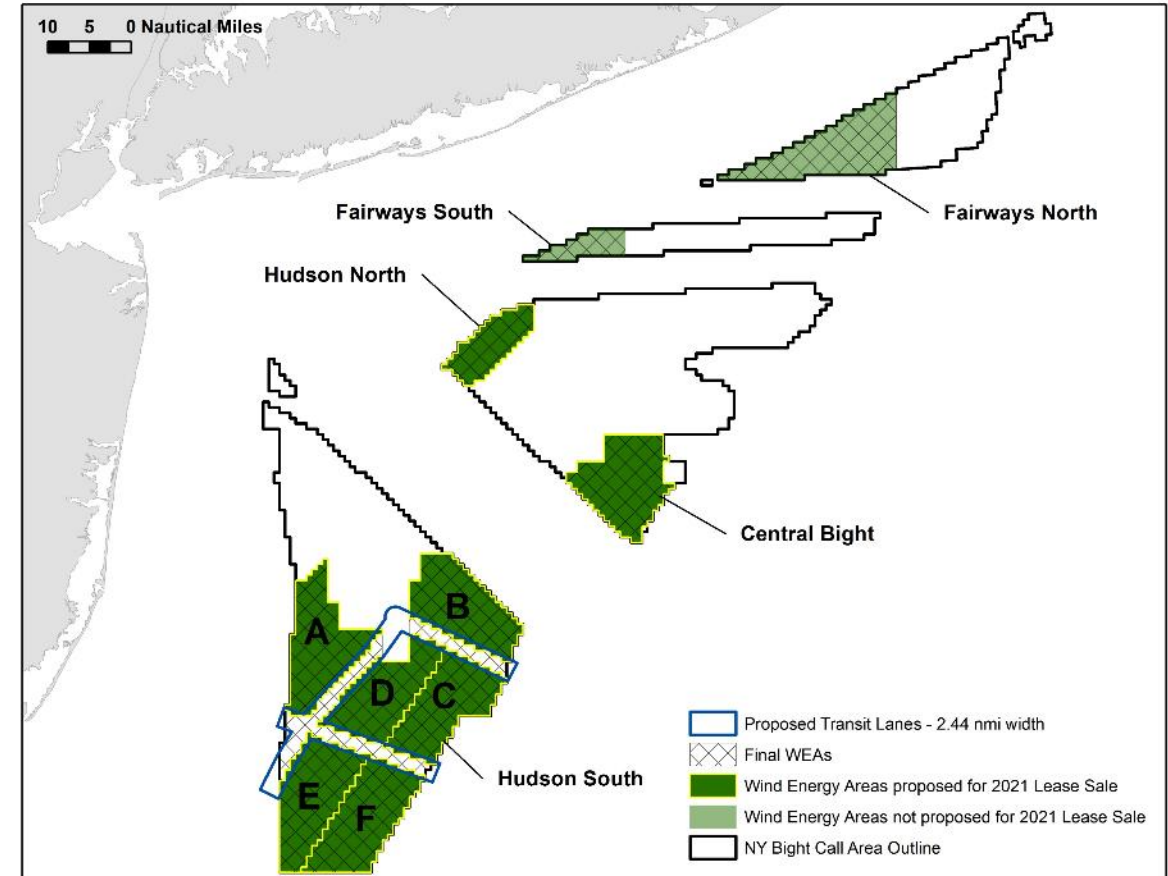 10 5 0 Nautical Miles
Fairways South
Fairways North
Hudson North
Central Bight
B
A
D
C
Hudson South
E
F
Proposed Transit Lanes - 2.44 nmi width
Final WEAs
Wind Energy Areas proposed for 2021 Lease Sale
Wind Energy Areas not proposed for 2021 Lease Sale
NY Bight Call Area Outline